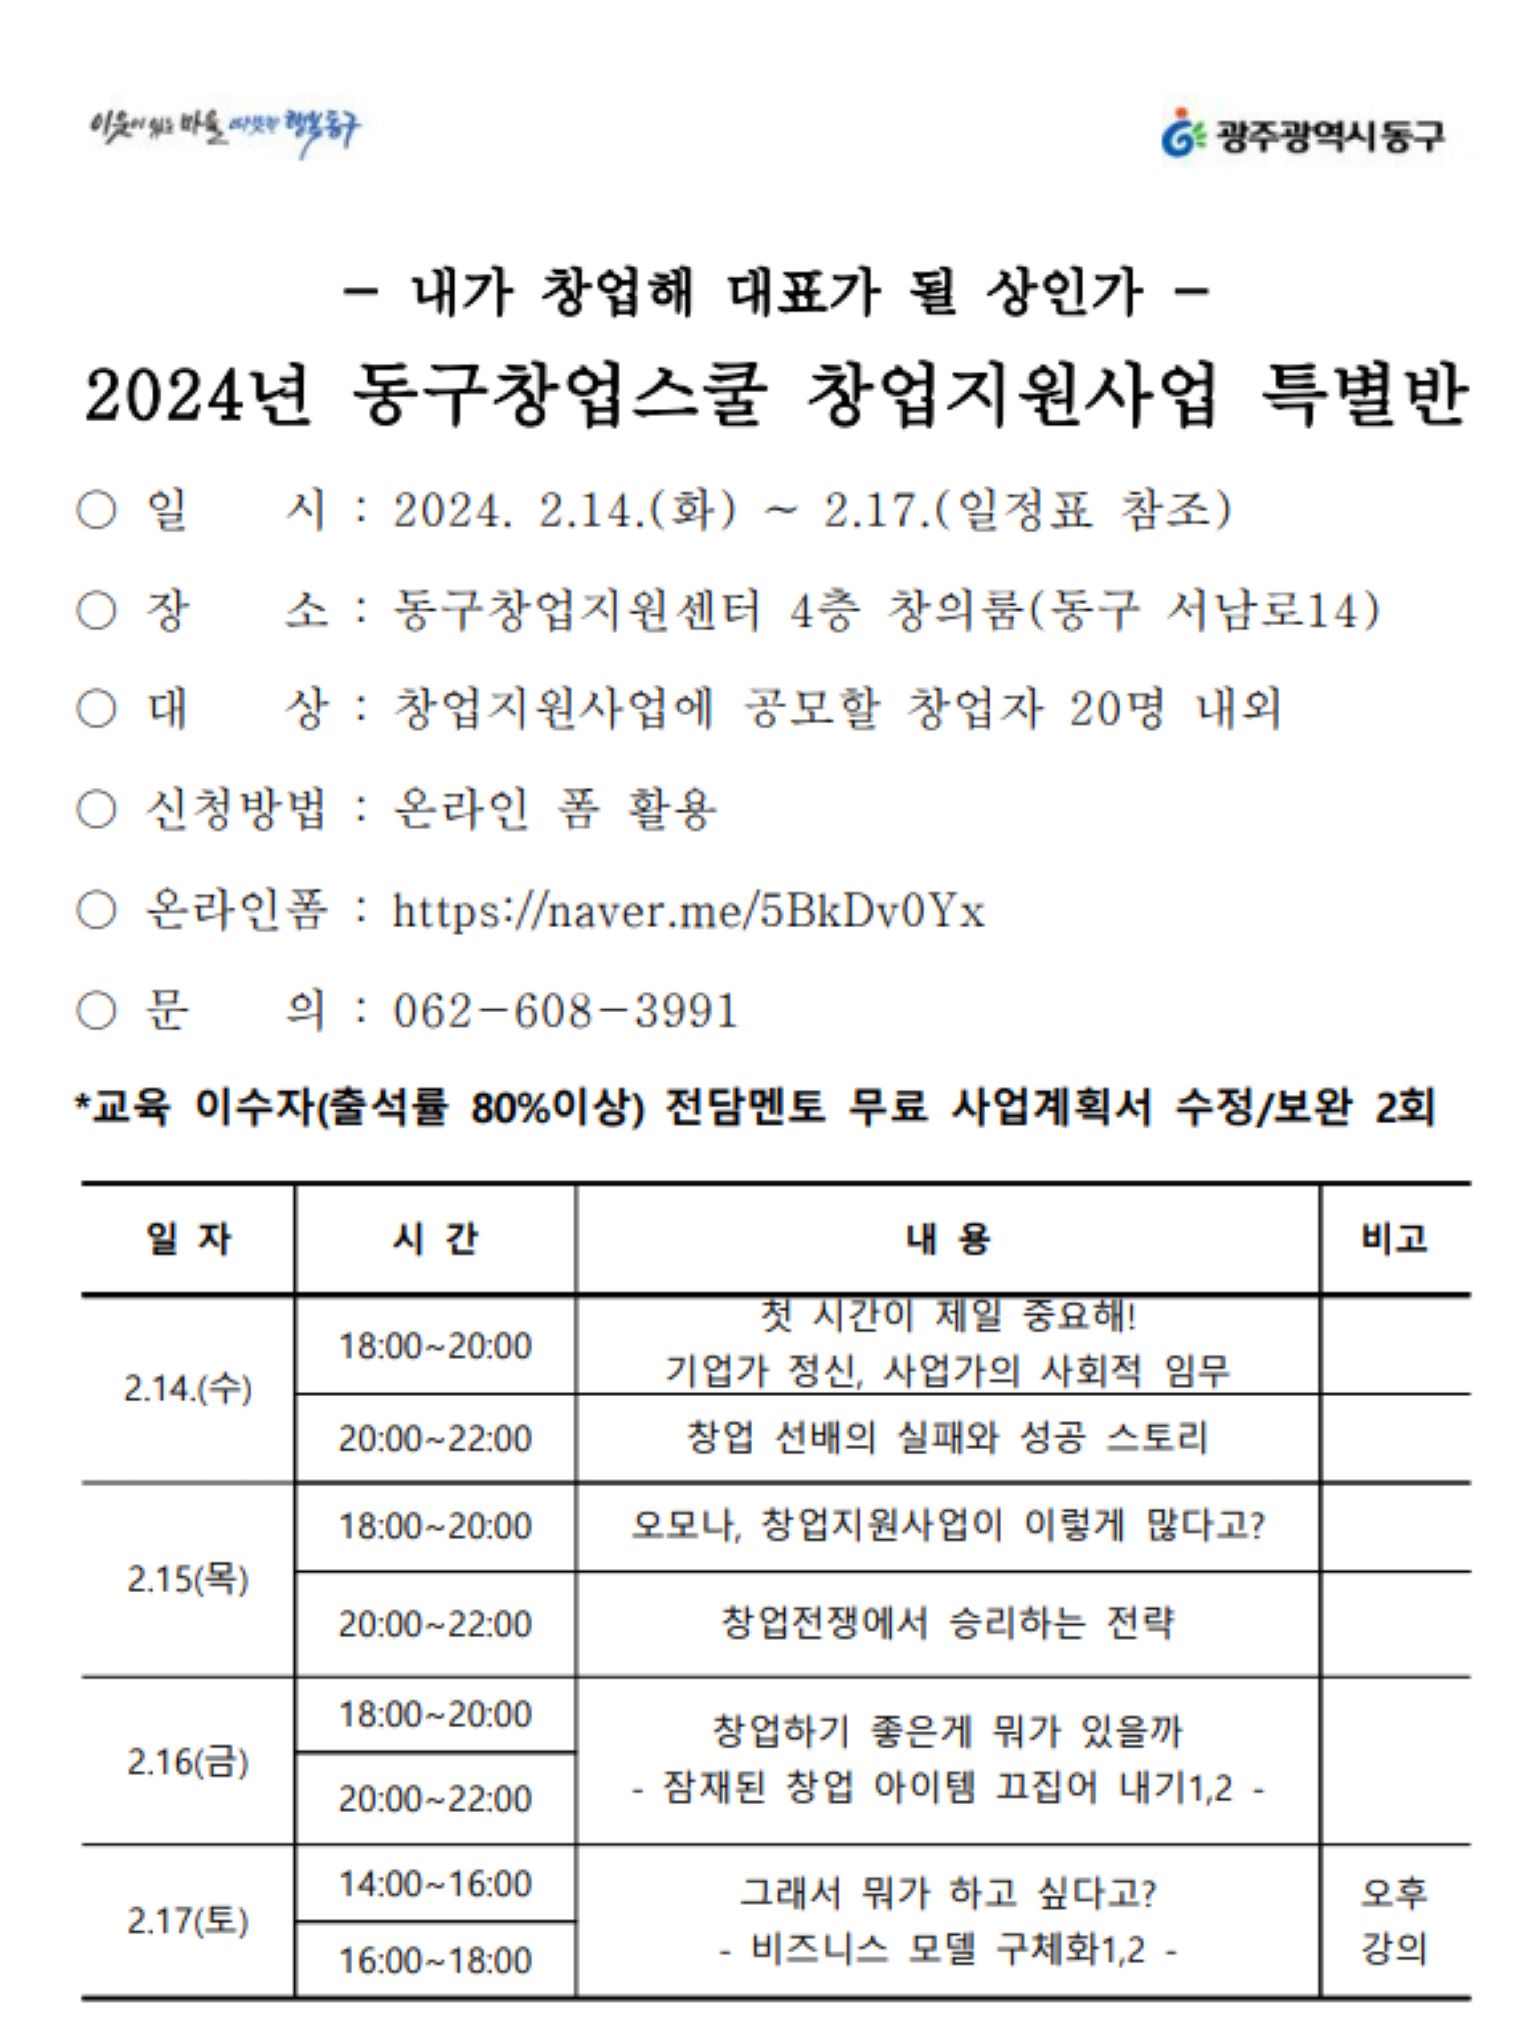 이웃이 있는 마을 따뜻한 행복동구
광주광역시 동구
- 내가 창업해 대표가 될 상인가 -
2024년 동구창업스쿨 창업지원사업 특별반
○ 일 시 : 2024. 2.14.(화) ~ 2.17.(일정표 참조)
○ 장 소 : 동구창업지원센터 4층 창의룸(동구 서남로14)
○ 대 상 : 창업지원사업에 공모할 창업자 20명 내외
○ 신청방법 : 온라인 폼 활용
○ 온라인폼 : https://naver.me/5BkDv0Yx
○ 문 의 : 062-608-3991
*교육 이수자(출석률 80%이상) 전담멘토 무료 사업계획서 수정/보완 2회
일 자 시 간 내 용 비고
2.14.(수)
18:00~20:00
첫 시간이 제일 중요해!
기업가 정신, 사업가의 사회적 임무
20:00~22:00 창업 선배의 실패와 성공 스토리
2.15(목)
18:00~20:00 오모나, 창업지원사업이 이렇게 많다고?
20:00~22:00 창업전쟁에서 승리하는 전략
2.16(금)
18:00~20:00
20:00~22:00
창업하기 좋은게 뭐가 있을까
- 잠재된 창업 아이템 끄집어 내기1,2 -
2.17(토)
14:00~16:00
16:00~18:00
그래서 뭐가 하고 싶다고?
- 비즈니스 모델 구체화1,2 -
오후
강의